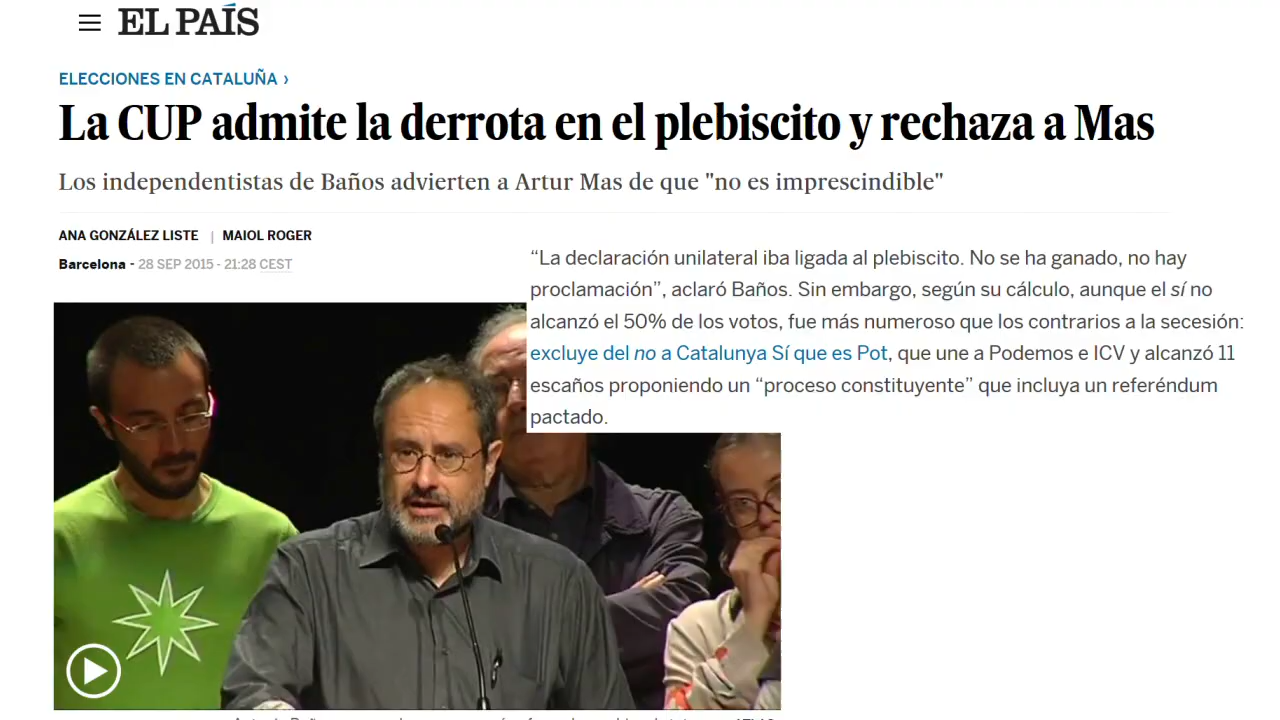 EL PAÍS
ELECCIONES EN CATALUÑA ›
La CUP admite la derrota en el plebiscito y rechaza a Mas
Los independentistas de Baños advierten a Artur Mas de que "no es imprescindible"
ANA GONZÁLEZ LISTE | MAIOL ROGER
Barcelona - 28 SEP 2015 - 21:28 CEST
“La declaración unilateral iba ligada al plebiscito. No se ha ganado, no hay
proclamación”, aclaró Baños. Sin embargo, según su cálculo, aunque el sí no
alcanzó el 50% de los votos, fue más numeroso que los contrarios a la secesión:
excluye del no a Catalunya Sí que es Pot, que une a Podemos e ICV y alcanzó 11
escaños proponiendo un “proceso constituyente” que incluya un referéndum
pactado.